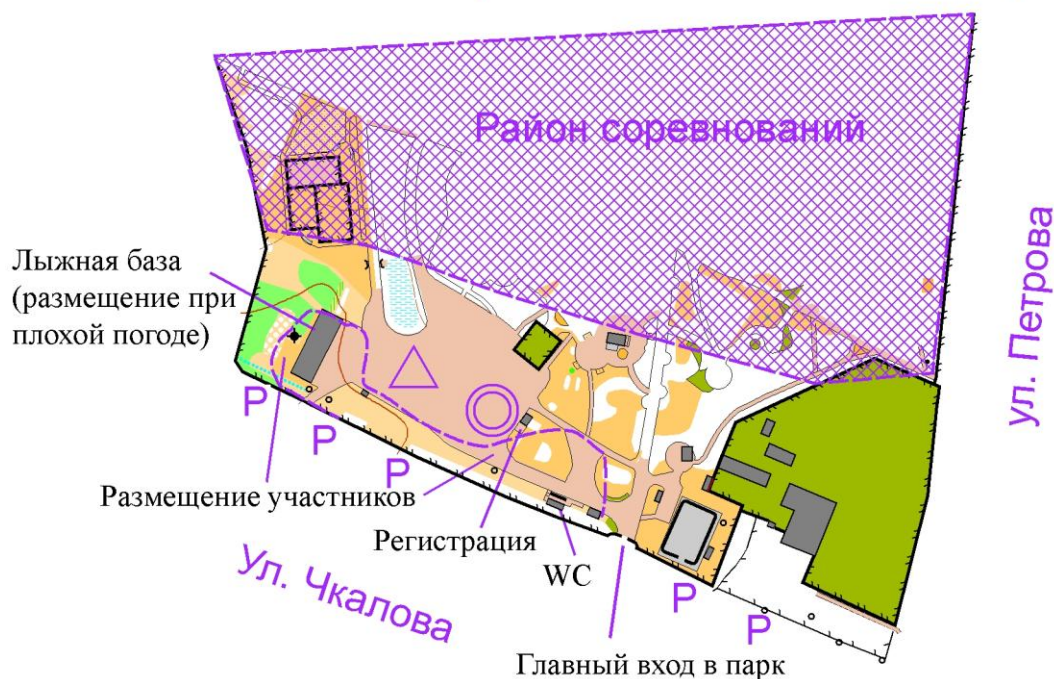 Район соревнований
ул. Петрова
Лыжная база
(размещение при
плохой погоде)
P
P
P
Размещение участников
Регистрация
WC
Ул. Чкалова
P
P
Главный вход в парк